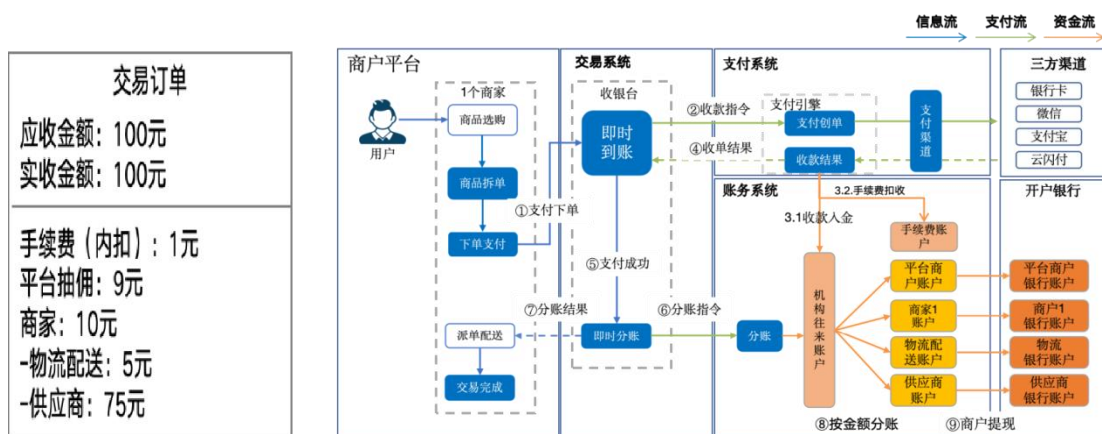 交易订单
应收金额：100元
实收金额：100元
手续费（内扣）：1元
平台抽佣：9元
商家：10元
-物流配送：5元
-供应商：75元
信息流
支付流
资金流
商户平台
1个商家
用户
商品选购
商品拆单
下单支付
①支付下单
派单配送
交易完成
交易系统
收银台
即时
到账
⑤支付成功
⑦分账结果
即时分账
⑥分账指令
支付系统
②收款指令
支付引擎
支付创单
④收单结果
收款结果
支付渠道
三方渠道
银行卡
微信
支付宝
云闪付
账务系统
3.2.手续费扣收
3.1收款入金
手续费账
户
分账
机构往来账户
平台商
户账户
商家1
账户
物流配
送账户
供应商
账户
⑧按金额分账
开户银行
平台商户
银行账户
商户1
银行账户
物流
银行账户
供应商
银行账户
⑨商户提现